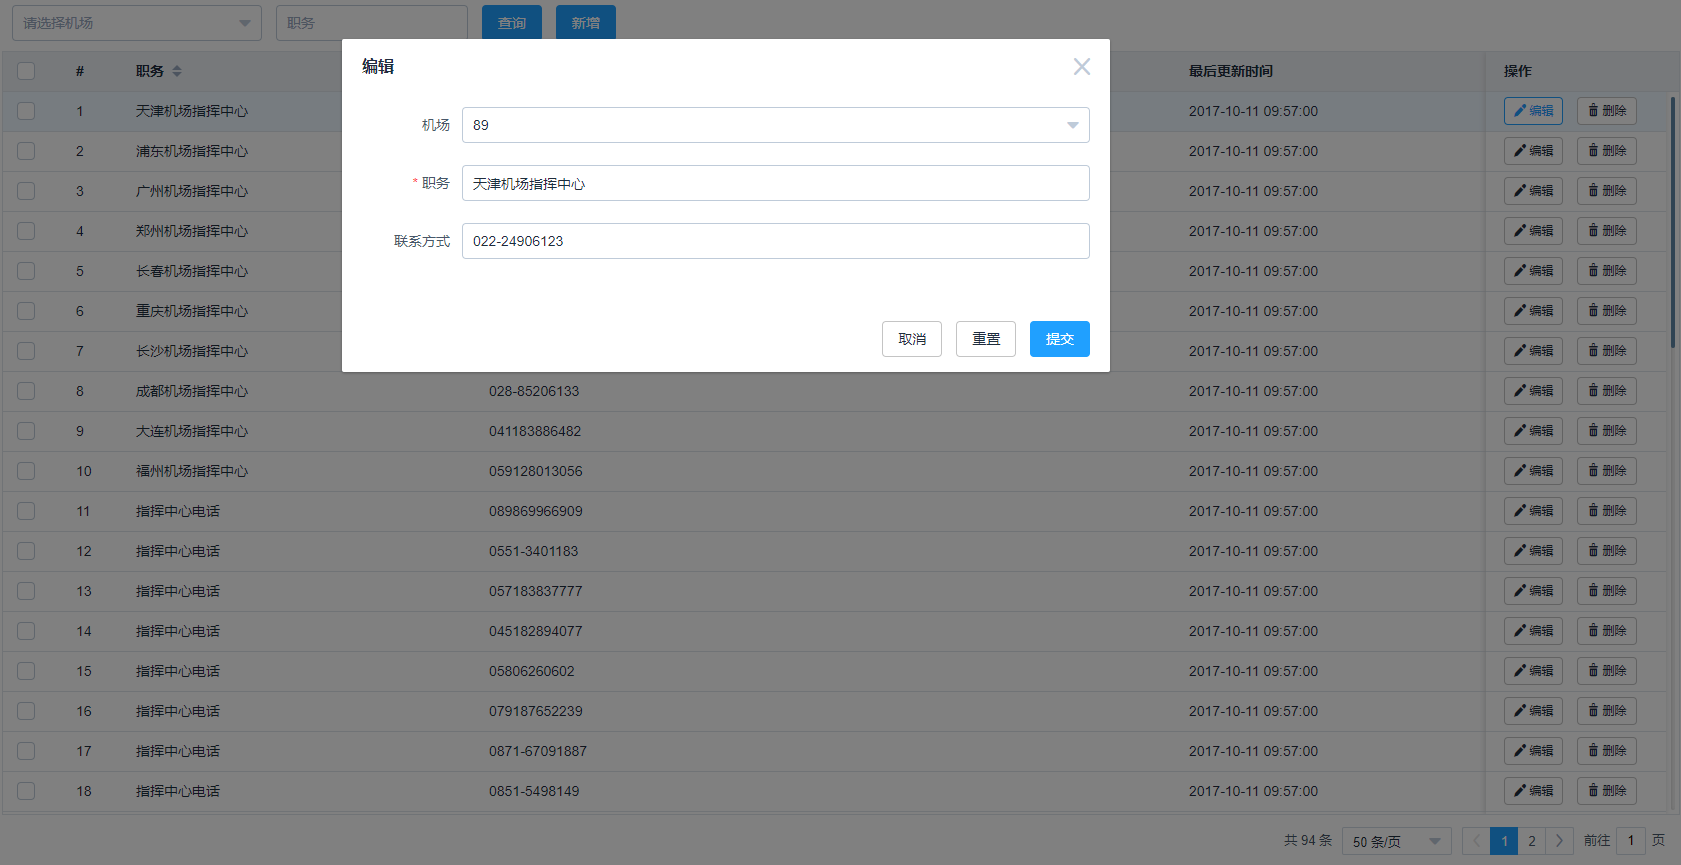 请选择机场 职务 查询 新增
编辑
# 职务 最后更新时间 操作
机场 89
* 职务 天津机场指挥中心
联系方式 022-24906123
取消 重置 提交
1 天津机场指挥中心 2017-10-11 09:57:00 编辑 删除
2 浦东机场指挥中心 2017-10-11 09:57:00 编辑 删除
3 广州机场指挥中心 2017-10-11 09:57:00 编辑 删除
4 郑州机场指挥中心 2017-10-11 09:57:00 编辑 删除
5 长春机场指挥中心 2017-10-11 09:57:00 编辑 删除
6 重庆机场指挥中心 2017-10-11 09:57:00 编辑 删除
7 长沙机场指挥中心 2017-10-11 09:57:00 编辑 删除
8 成都机场指挥中心 028-85206133 2017-10-11 09:57:00 编辑 删除
9 大连机场指挥中心 041183886482 2017-10-11 09:57:00 编辑 删除
10 福州机场指挥中心 059128013056 2017-10-11 09:57:00 编辑 删除
11 指挥中心电话 089869966909 2017-10-11 09:57:00 编辑 删除
12 指挥中心电话 0551-3401183 2017-10-11 09:57:00 编辑 删除
13 指挥中心电话 057183837777 2017-10-11 09:57:00 编辑 删除
14 指挥中心电话 045182894077 2017-10-11 09:57:00 编辑 删除
15 指挥中心电话 05806260602 2017-10-11 09:57:00 编辑 删除
16 指挥中心电话 079187652239 2017-10-11 09:57:00 编辑 删除
17 指挥中心电话 0871-67091887 2017-10-11 09:57:00 编辑 删除
18 指挥中心电话 0851-5498149 2017-10-11 09:57:00 编辑 删除
共 94 条 50 条/页 1 2 前往 1 页